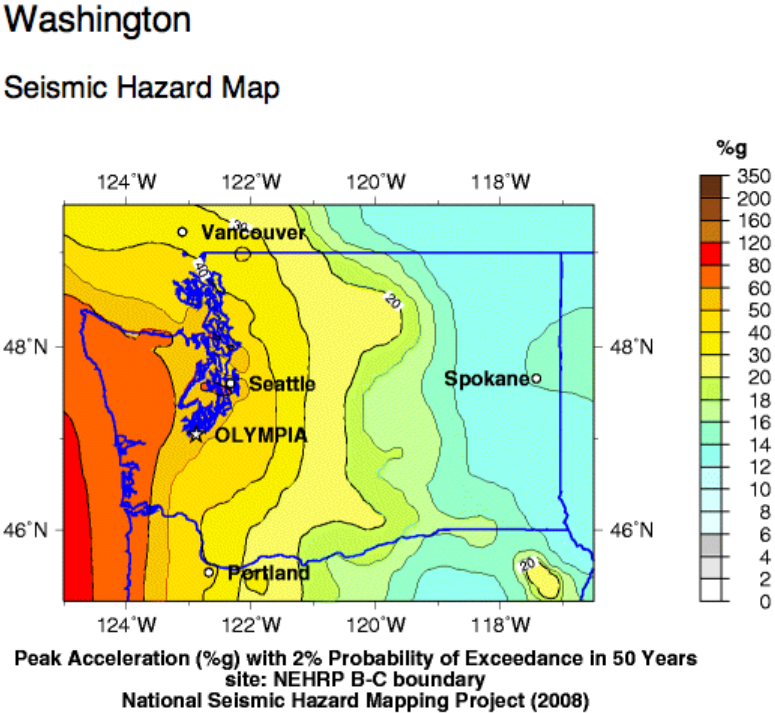 Washington
Seismic Hazard Map
%g
124˚W 122˚W 120˚W 118˚W
350
200
160
120
80
60
50
40
30
20
18
16
14
12
10
8
6
4
2
0
30
Vancouver
40
20
48˚N 48˚N
Seattle
Spokane
OLYMPIA
46˚N 46˚N
20
Portland
124˚W 122˚W 120˚W 118˚W
Peak Acceleration (%g) with 2% Probability of Exceedance in 50 Years
site: NEHRP B-C boundary
National Seismic Hazard Mapping Project (2008)